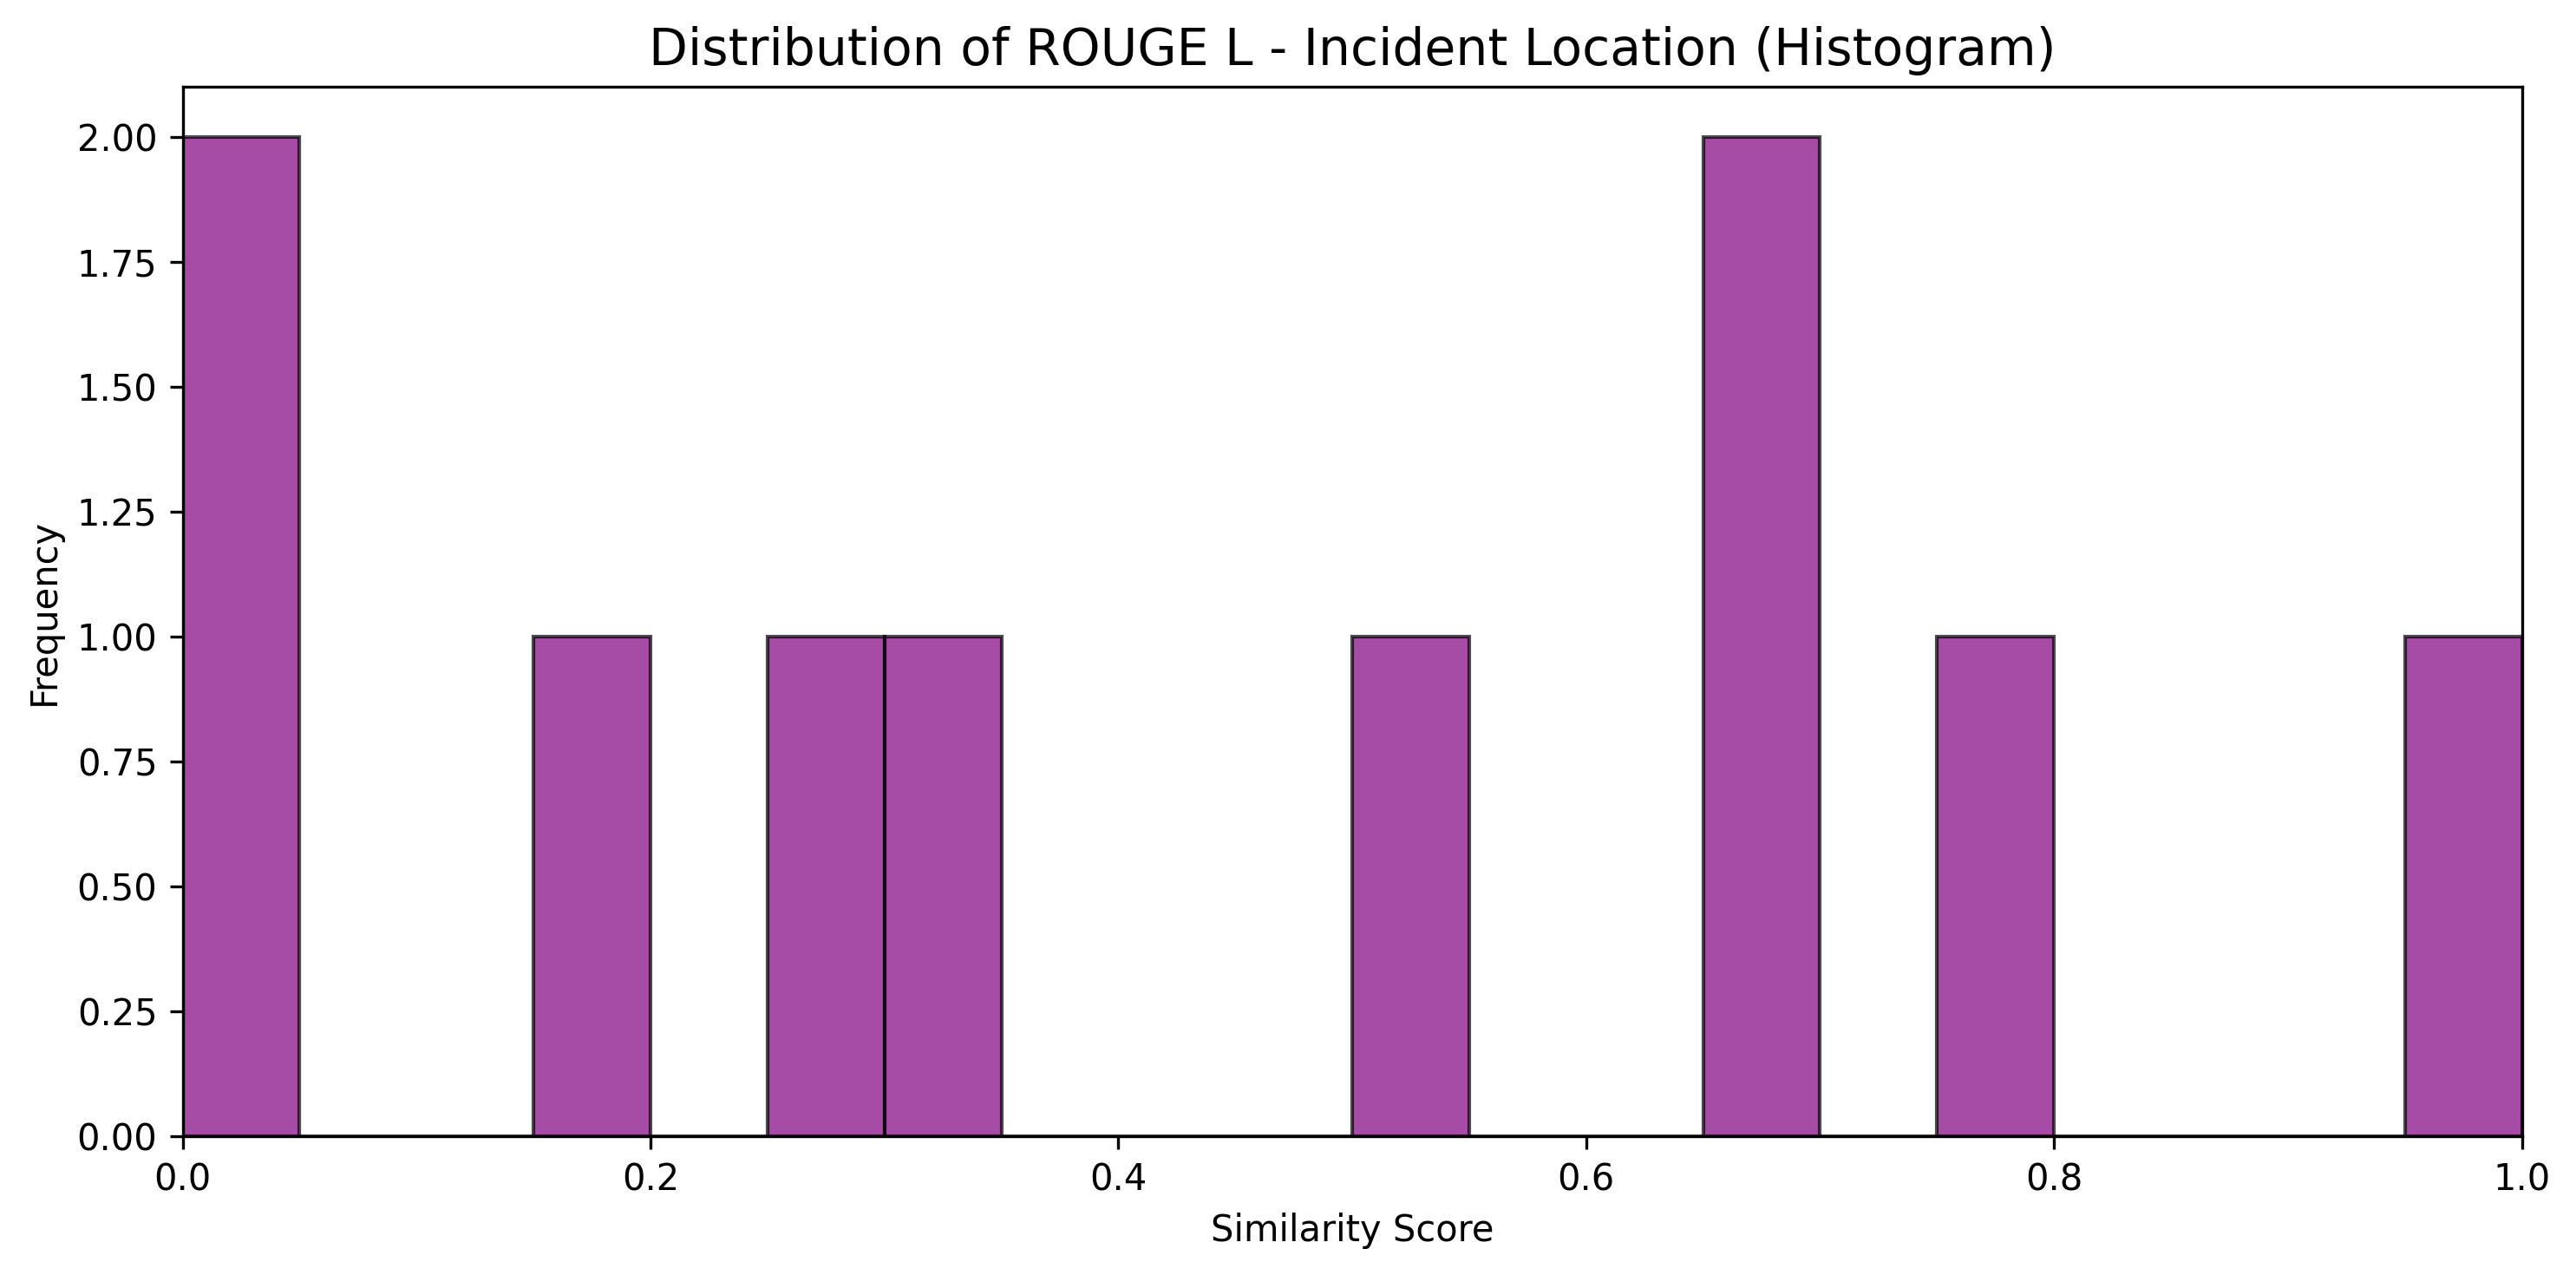 Distribution of ROUGE L - Incident Location (Histogram)
Frequency
2.00
1.75
1.50
1.25
1.00
0.75
0.50
0.25
0.00
0.0 0.2 0.4 0.6 0.8 1.0
Similarity Score